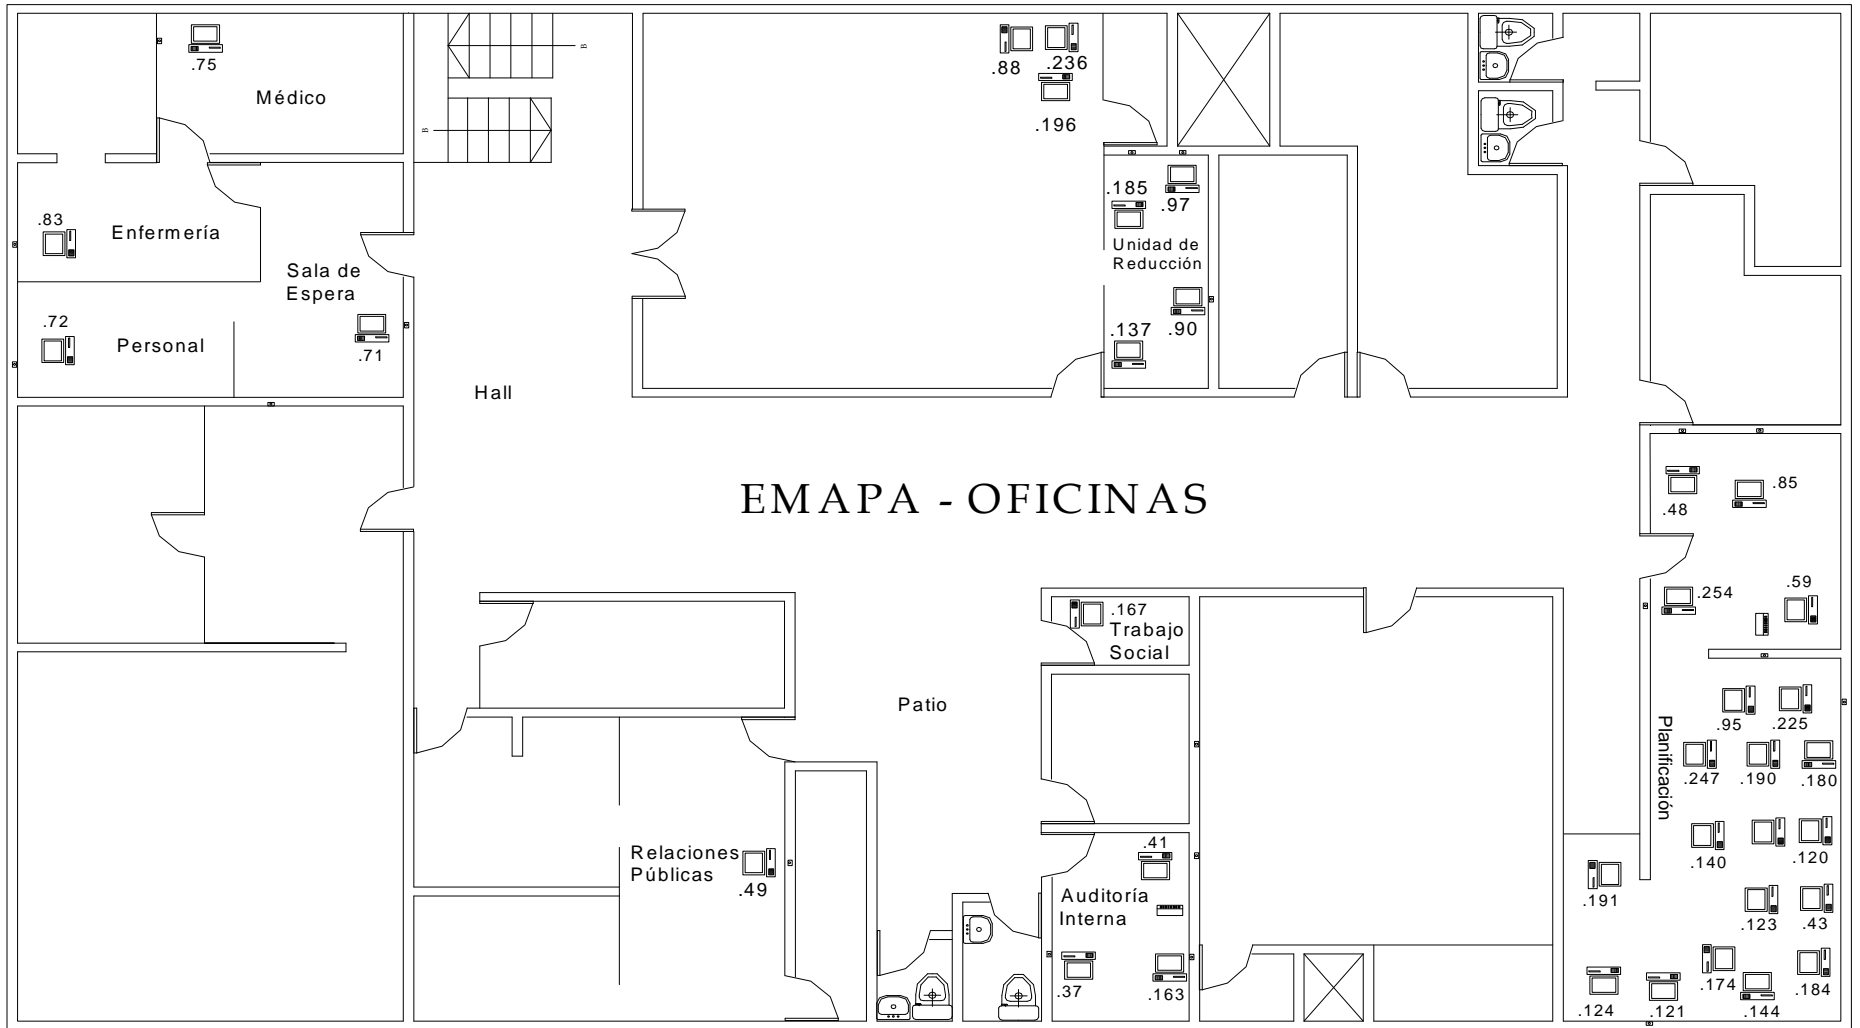 .75
Médico
B
B
.88
.236
.196
.185
.97
Unidad de
Reducción
.137
.90
.83
Enfermería
Sala de
Espera
.72
Personal
.71
Hall
EMAPA - OFICINAS
.48
.85
.254
.59
.167
Trabajo
Social
Patio
.95
.225
Planificación
.247
.190
.180
.140
.120
Relaciones
Públicas
.49
.41
Auditoría
Interna
.37
.163
.191
.123
.43
.124
.121
.174
.144
.184